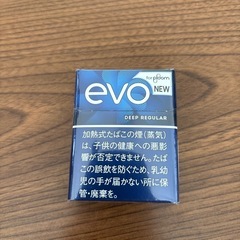 for ploom
evo
NEW
DEEP REGULAR
加熱式たばこの煙(蒸気)
は、子供の健康への悪影
響が否定できません。たば
この誤飲を防ぐため、乳幼
児の手が届かない所に保
管・廃棄を。